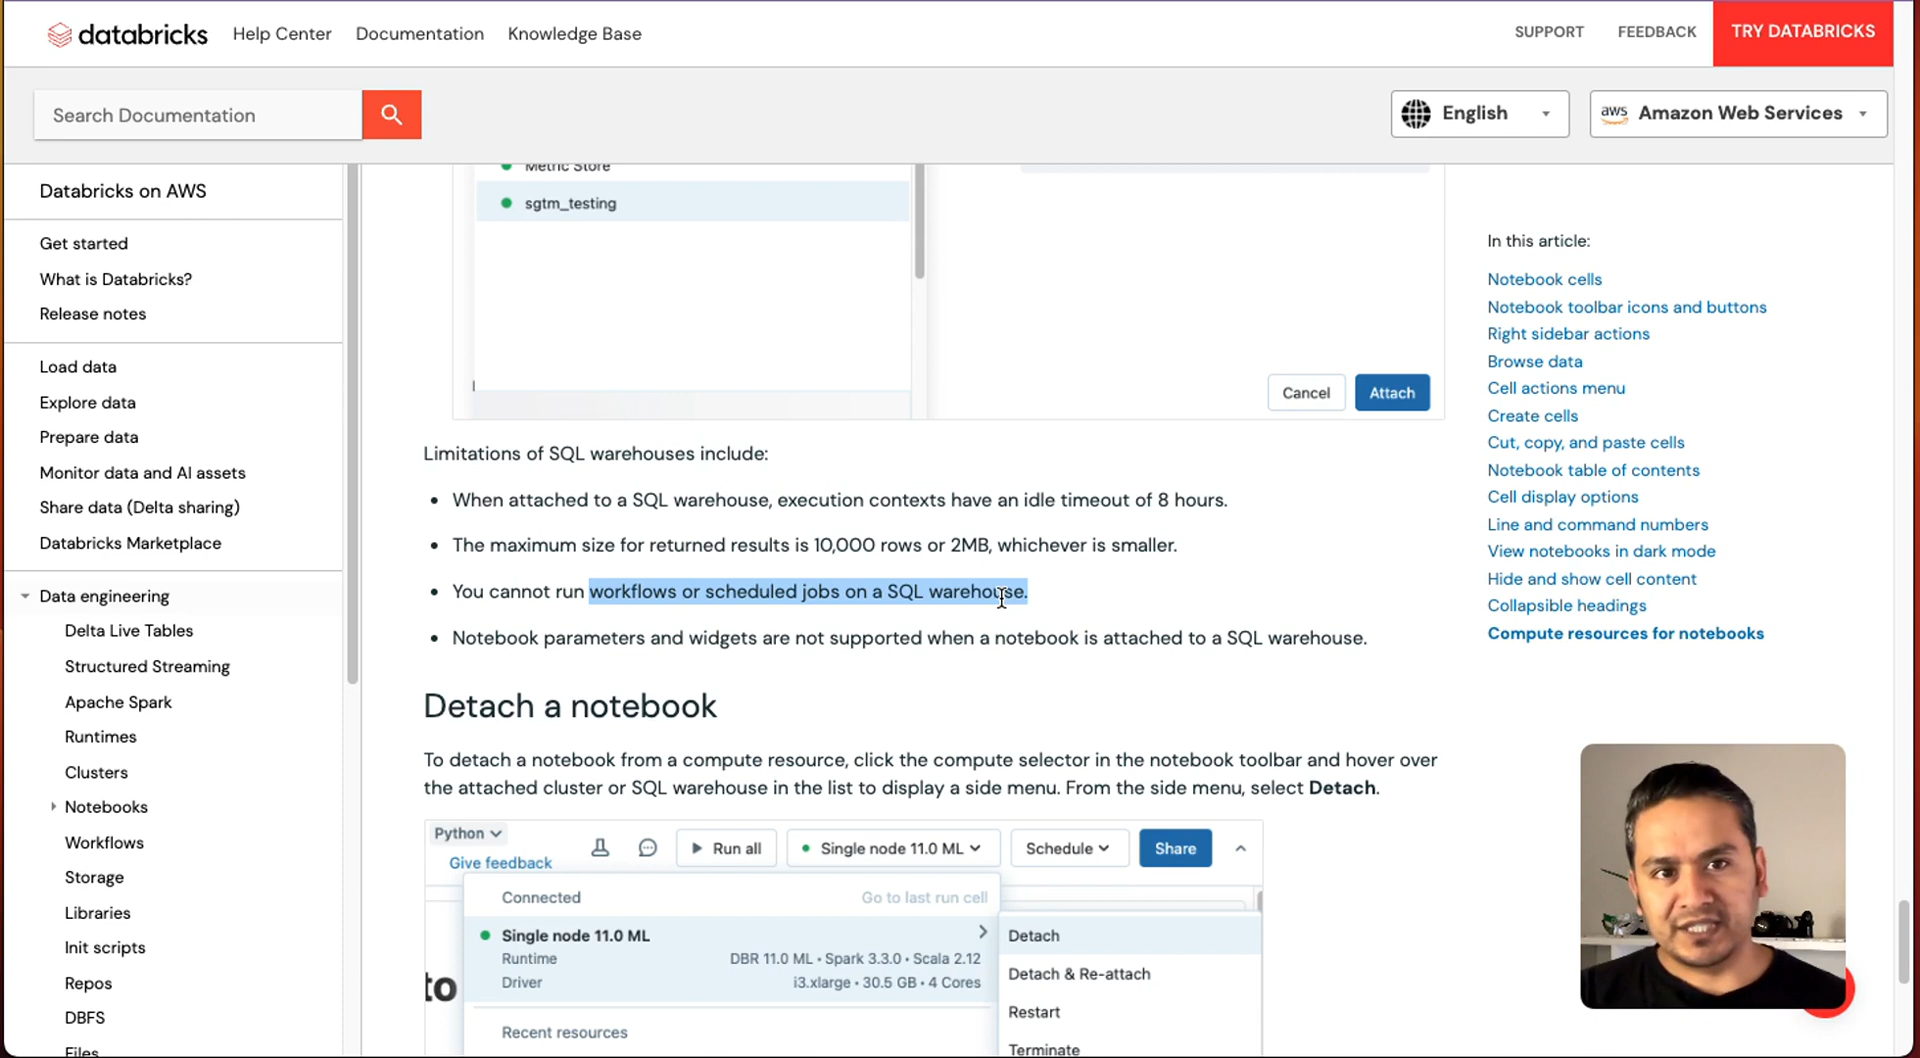 databricks Help Center Documentation Knowledge Base SUPPORT FEEDBACK TRY DATABRICKS
Search Documentation English aws Amazon Web Services
Databricks on AWS
Get started
What is Databricks?
Release notes
Load data
Explore data
Prepare data
Monitor data and AI assets
Share data (Delta sharing)
Databricks Marketplace
Data engineering
Delta Live Tables
Structured Streaming
Apache Spark
Runtimes
Clusters
Notebooks
Workflows
Storage
Libraries
Init scripts
Repos
DBFS
Files
Metric Store
sgtm_testing
Cancel Attach
Limitations of SQL warehouses include:
• When attached to a SQL warehouse, execution contexts have an idle timeout of 8 hours.
• The maximum size for returned results is 10,000 rows or 2MB, whichever is smaller.
• You cannot run workflows or scheduled jobs on a SQL warehouse.
• Notebook parameters and widgets are not supported when a notebook is attached to a SQL warehouse.
Detach a notebook
To detach a notebook from a compute resource, click the compute selector in the notebook toolbar and hover over
the attached cluster or SQL warehouse in the list to display a side menu. From the side menu, select Detach.
Python
Give feedback
Run all Single node 11.0 ML Schedule Share
Connected Go to last run cell
Single node 11.0 ML
Runtime DBR 11.0 ML • Spark 3.3.0 • Scala 2.12
Driver i3.xlarge • 30.5 GB • 4 Cores
to
Recent resources
Detach
Detach & Re-attach
Restart
Terminate
In this article:
Notebook cells
Notebook toolbar icons and buttons
Right sidebar actions
Browse data
Cell actions menu
Create cells
Cut, copy, and paste cells
Notebook table of contents
Cell display options
Line and command numbers
View notebooks in dark mode
Hide and show cell content
Collapsible headings
Compute resources for notebooks